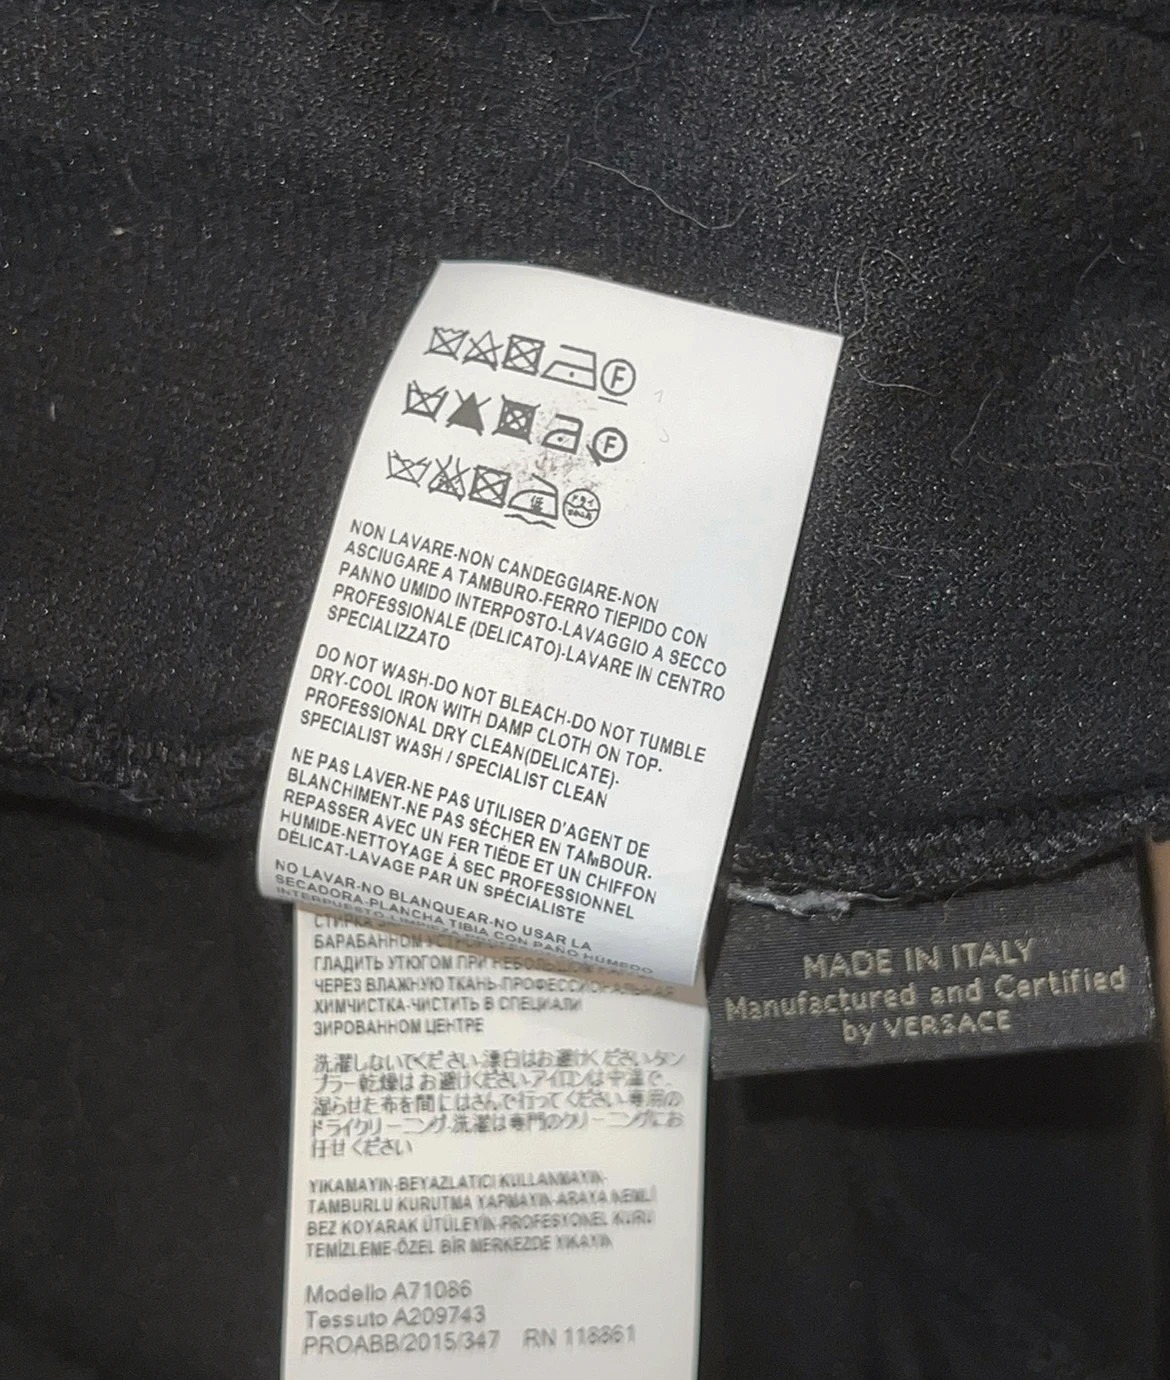 F
F
低
ドライ
NON LAVARE-NON CANDEGGIARE-NON
ASCIUGARE A TAMBURO-FERRO TIEPIDO CON
PANNO UMIDO INTERPOSTO-LAVAGGIO A SECCO
PROFESSIONALE (DELICATO)-LAVARE IN CENTRO
SPECIALIZZATO
DO NOT WASH-DO NOT BLEACH-DO NOT TUMBLE
DRY-COOL IRON WITH DAMP CLOTH ON TOP-
PROFESSIONAL DRY CLEAN(DELICATE)-
SPECIALIST WASH / SPECIALIST CLEAN
NE PAS LAVER-NE PAS UTILISER D'AGENT DE
BLANCHIMENT-NE PAS SÉCHER EN TAMBOUR-
REPASSER AVEC UN FER TIÉDE ET UN CHIFFON
HUMIDE-NETTOYAGE Á SEC PROFESSIONNEL
DÉLICAT-LAVAGE PAR UN SPÉCIALISTE
NO LAVAR-NO BLANQUEAR-NO USAR LA
SECADORA-PLANCHA TIBIA CON PAÑO HÚMEDO
INTERPUESTO-LIMPIEZA
СТИРКА
БАРАБАННОМ
ГЛАДИТЬ УТЮГОМ ПРИ НЕБОЛЬШОМ
ЧЕРЕЗ ВЛАЖНУЮ ТКАНЬ-ПРОФЕССИОНАЛЬНАЯ
ХИМЧИСТКА-ЧИСТИТЬ В СПЕЦИАЛИ
ЗИРОВАННОМ ЦЕНТРЕ
洗濯しないでください-漂白はお避けください-タン
ブラー乾燥はお避けください-アイロンは中温で、
湿らせた布を間にはさんで行ってください-専用の
ドライクリーニング-洗濯は専門のクリーニングにお
任せください
YIKAMAYIN-BEYAZLATICI KULLANMAYIN-
TAMBURLU KURUTMA YAPMAYIN-ARAYA NEMLİ
BEZ KOYARAK ÜTÜLEYİN-PROFESYONEL KURU
TEMİZLEME-ÖZEL BİR MERKEZDE YIKAYIN
Modello A71086
Tessuto A209743
PROABB/2015/347 RN 118861
MADE IN ITALY
Manufactured and Certified
by VERSACE